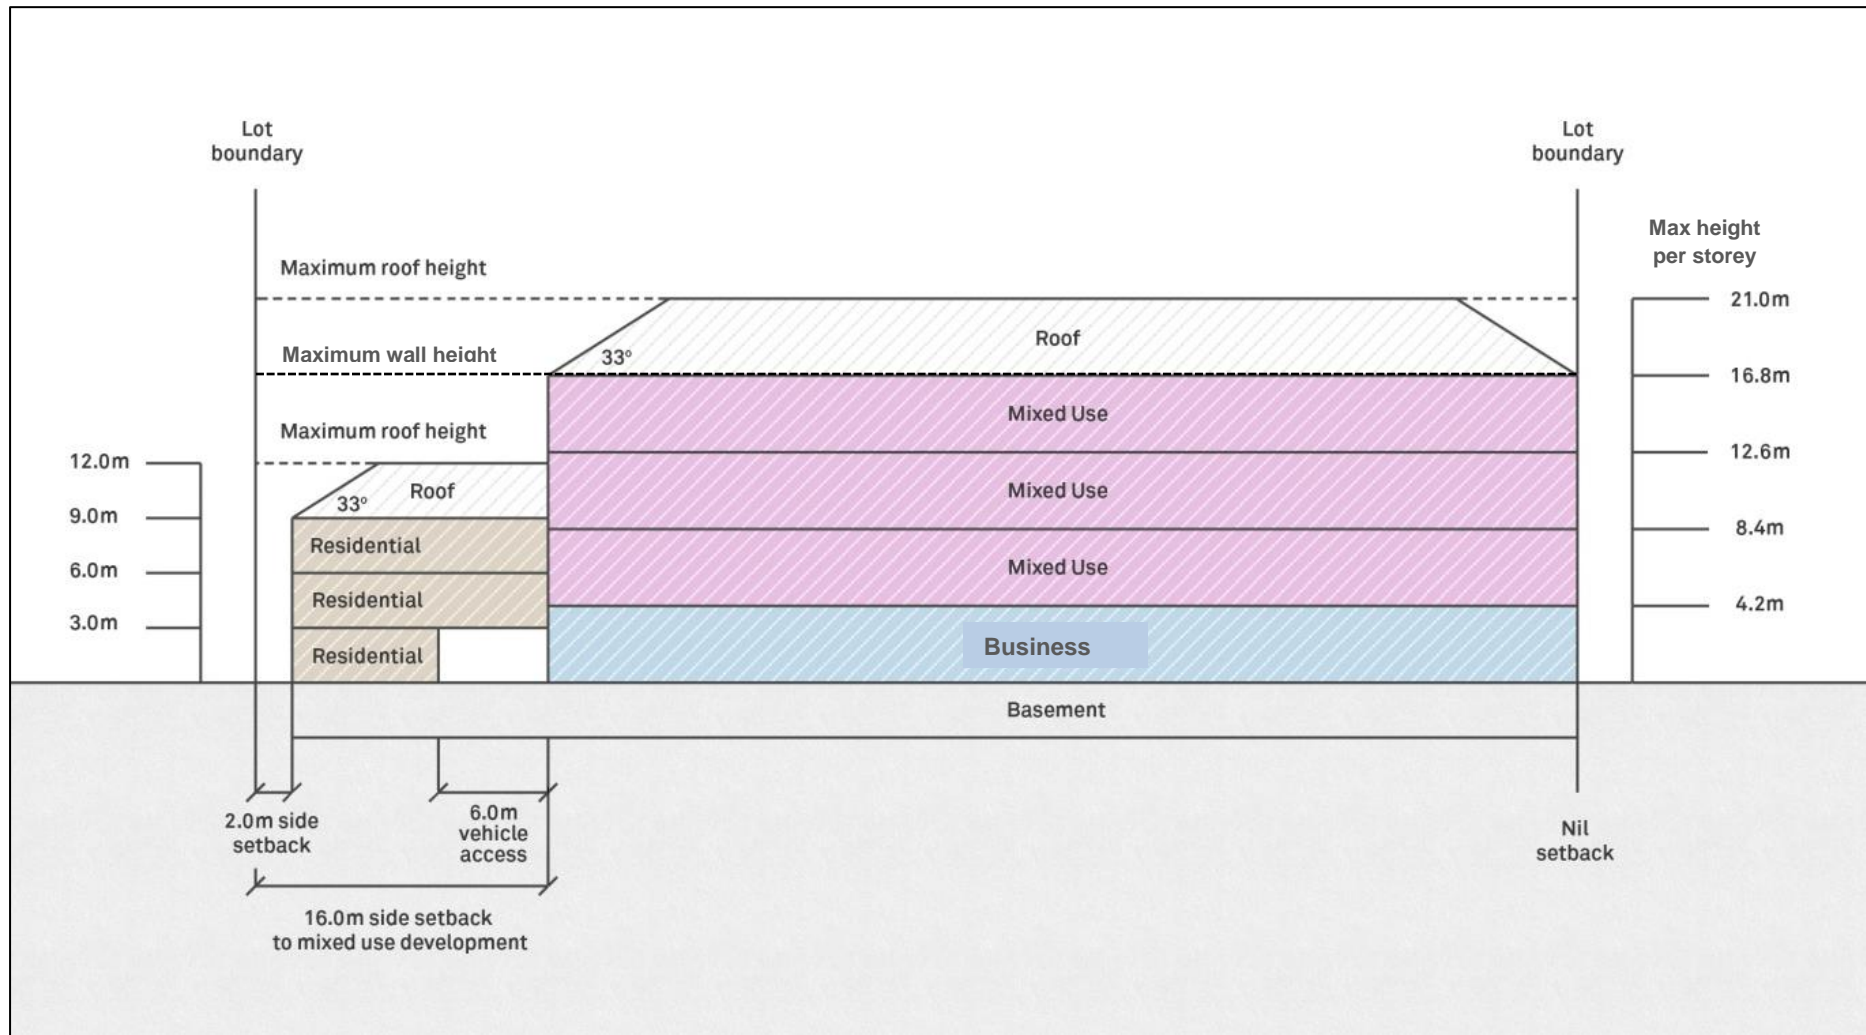 Lot
boundary
Lot
boundary
Max height
per storey
Maximum roof height
21.0m
Roof
33°
Maximum wall height
16.8m
Mixed Use
Maximum roof height
12.6m
12.0m
Roof
33°
Mixed Use
9.0m
8.4m
Residential
6.0m
Mixed Use
Residential
4.2m
3.0m
Residential
Business
Basement
2.0m side
setback
6.0m
vehicle
access
Nil
setback
16.0m side setback
to mixed use development